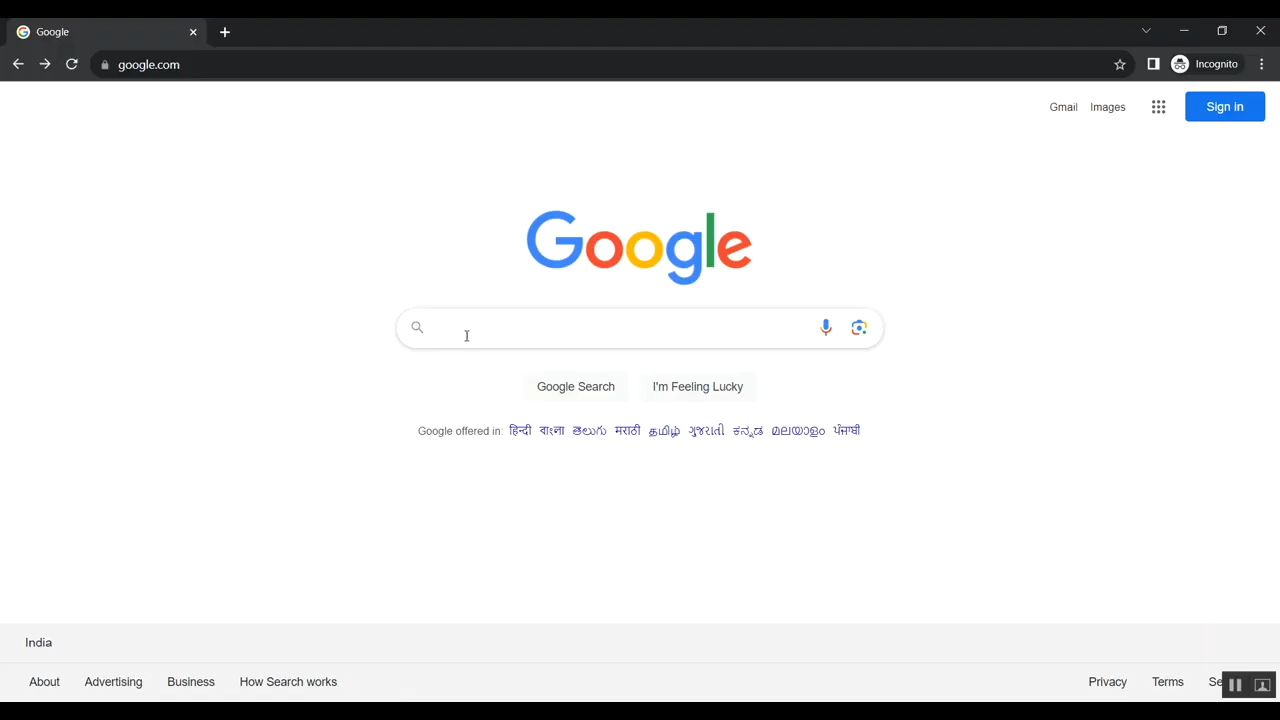 Google
google.com
Incognito
Gmail Images Sign in
Google
Google Search I'm Feeling Lucky
Google offered in: हिन्दी বাংলা తెలుగు मराठी தமிழ் ગુજરાતી ಕನ್ನಡ മലയാളം ਪੰਜਾਬੀ
India
About Advertising Business How Search works Privacy Terms